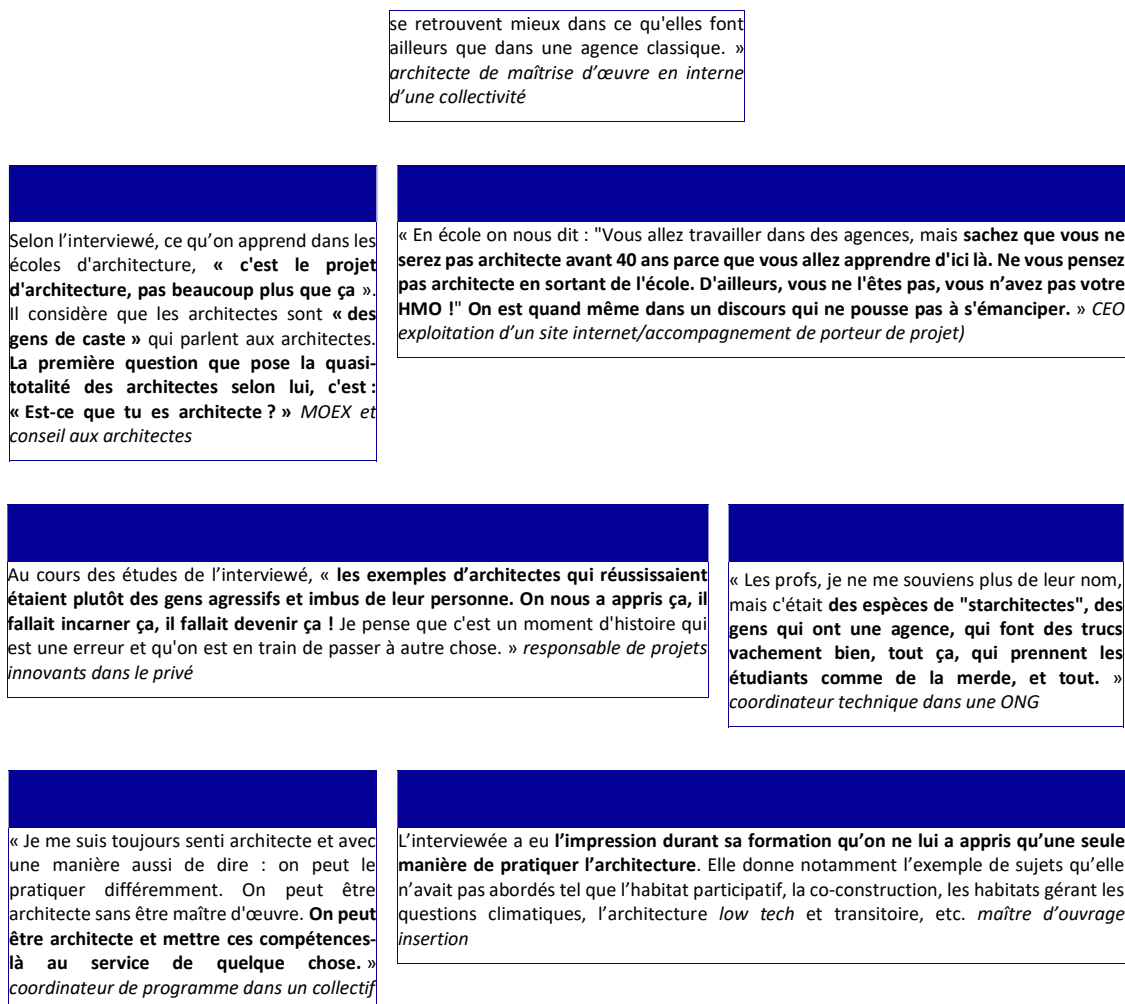 se retrouvent mieux dans ce qu'elles font
ailleurs que dans une agence classique. »
architecte de maîtrise d’œuvre en interne
d’une collectivité
Selon l’interviewé, ce qu’on apprend dans les
écoles d'architecture, « c'est le projet
d'architecture, pas beaucoup plus que ça ».
Il considère que les architectes sont « des
gens de caste » qui parlent aux architectes.
La première question que pose la quasi-
totalité des architectes selon lui, c'est :
« Est-ce que tu es architecte ? » MOEX et
conseil aux architectes
« En école on nous dit : "Vous allez travailler dans des agences, mais sachez que vous ne
serez pas architecte avant 40 ans parce que vous allez apprendre d'ici là. Ne vous pensez
pas architecte en sortant de l'école. D'ailleurs, vous ne l'êtes pas, vous n’avez pas votre
HMO !" On est quand même dans un discours qui ne pousse pas à s'émanciper. » CEO
exploitation d’un site internet/accompagnement de porteur de projet)
Au cours des études de l’interviewé, « les exemples d’architectes qui réussissaient
étaient plutôt des gens agressifs et imbus de leur personne. On nous a appris ça, il
fallait incarner ça, il fallait devenir ça ! Je pense que c'est un moment d'histoire qui
est une erreur et qu'on est en train de passer à autre chose. » responsable de projets
innovants dans le privé
« Les profs, je ne me souviens plus de leur nom,
mais c'était des espèces de "starchitectes", des
gens qui ont une agence, qui font des trucs
vachement bien, tout ça, qui prennent les
étudiants comme de la merde, et tout. »
coordinateur technique dans une ONG
« Je me suis toujours senti architecte et avec
une manière aussi de dire : on peut le
pratiquer différemment. On peut être
architecte sans être maître d'œuvre. On peut
être architecte et mettre ces compétences-
là au service de quelque chose. »
coordinateur de programme dans un collectif
L’interviewée a eu l’impression durant sa formation qu’on ne lui a appris qu’une seule
manière de pratiquer l’architecture. Elle donne notamment l’exemple de sujets qu’elle
n’avait pas abordés tel que l’habitat participatif, la co-construction, les habitats gérant les
questions climatiques, l’architecture low tech et transitoire, etc. maître d’ouvrage
insertion